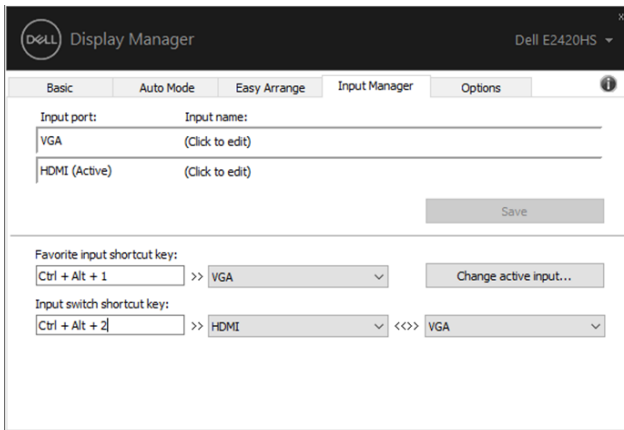 DELL Display Manager Dell E2420HS
Basic Auto Mode Easy Arrange Input Manager Options
Input port: Input name:
VGA (Click to edit)
HDMI (Active) (Click to edit)
Save
Favorite input shortcut key:
Ctrl + Alt + 1 >> VGA Change active input...
Input switch shortcut key:
Ctrl + Alt + 2 >> HDMI <<>> VGA